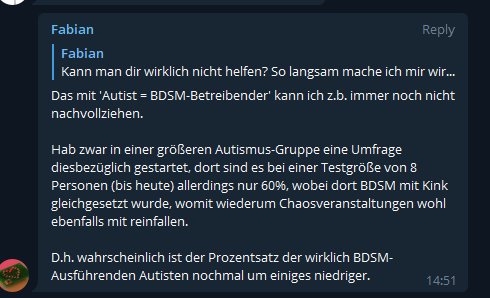 Fabian
Reply
Fabian
Kann man dir wirklich nicht helfen? So langsam mache ich mir wir...
Das mit 'Autist = BDSM-Betreibender' kann ich z.b. immer noch nicht
nachvollziehen.
Hab zwar in einer größeren Autismus-Gruppe eine Umfrage
diesbezüglich gestartet, dort sind es bei einer Testgröße von 8
Personen (bis heute) allerdings nur 60%, wobei dort BDSM mit Kink
gleichgesetzt wurde, womit wiederum Chaosveranstaltungen wohl
ebenfalls mit reinfallen.
D.h. wahrscheinlich ist der Prozentsatz der wirklich BDSM-
Ausführenden Autisten nochmal um einiges niedriger.
14:51